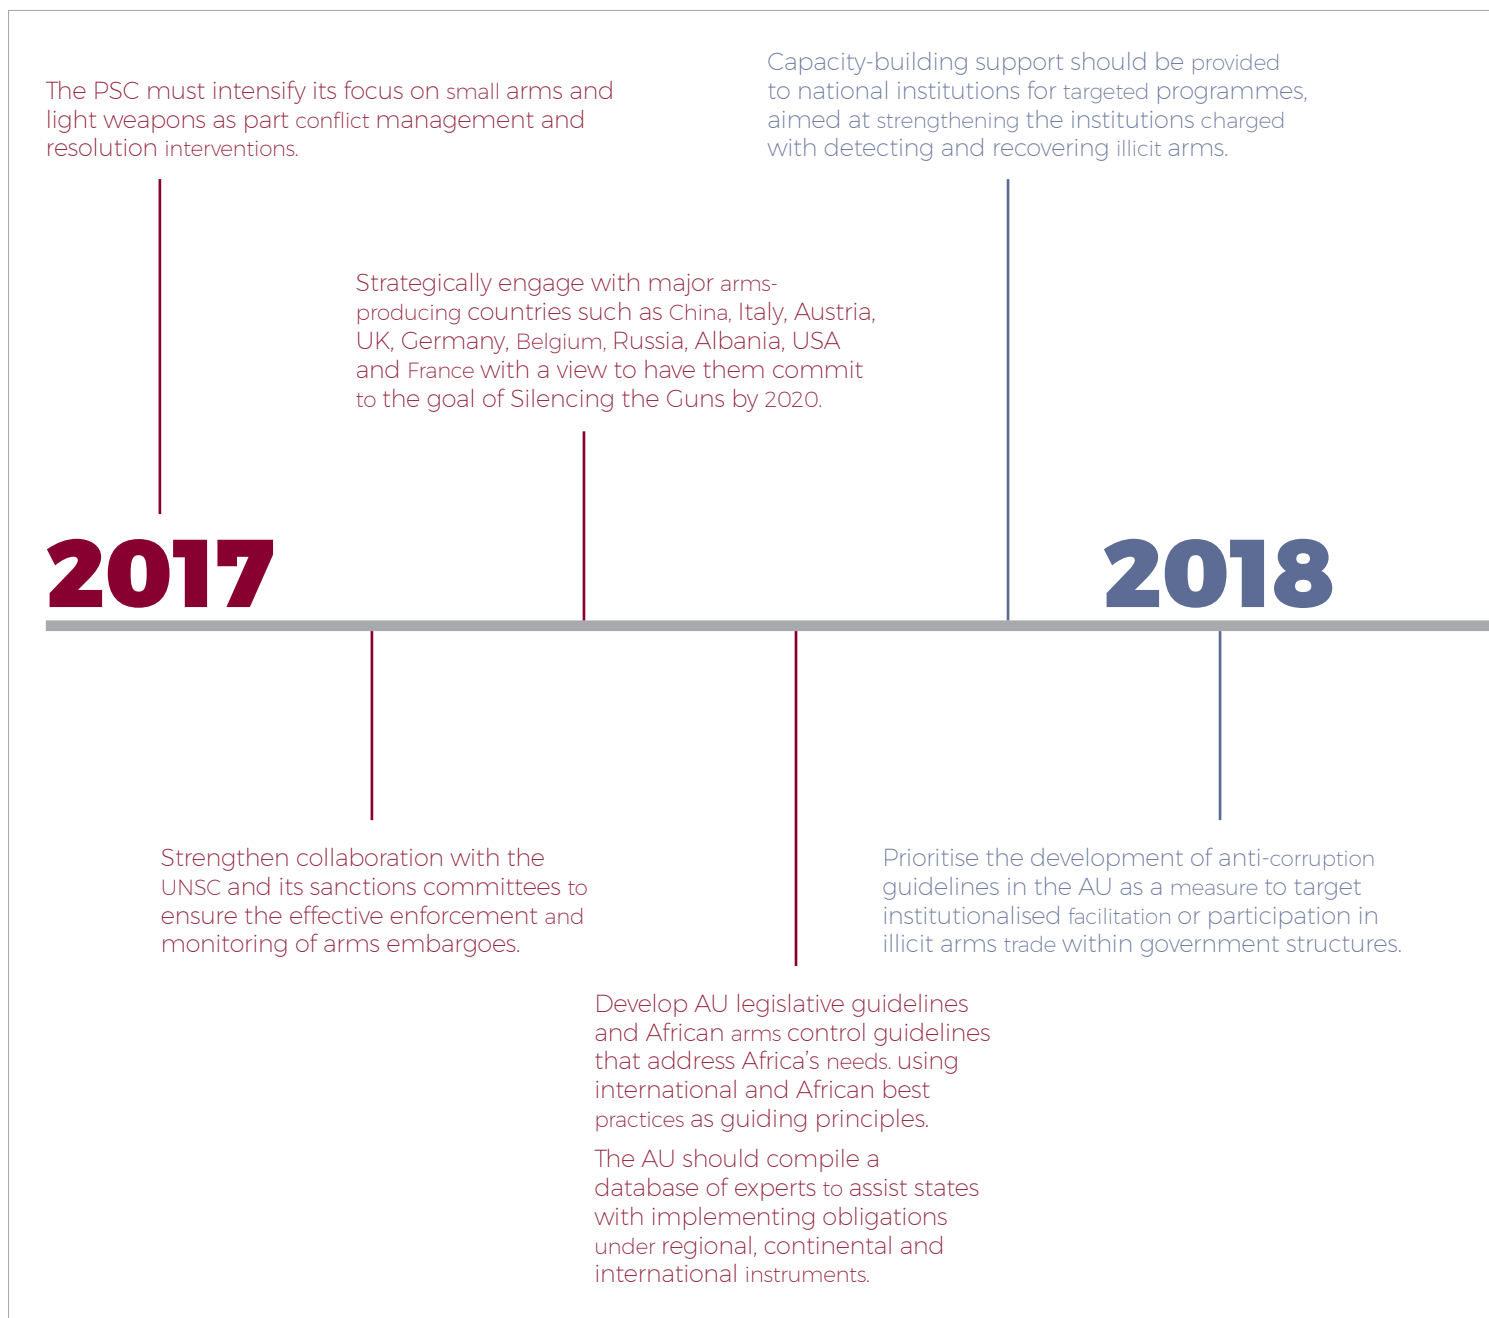 The PSC must intensify its focus on small arms and
light weapons as part conflict management and
resolution interventions.
Capacity-building support should be provided
to national institutions for targeted programmes,
aimed at strengthening the institutions charged
with detecting and recovering illicit arms.
Strategically engage with major arms-
producing countries such as China, Italy, Austria,
UK, Germany, Belgium, Russia, Albania, USA
and France with a view to have them commit
to the goal of Silencing the Guns by 2020.
2017
2018
Strengthen collaboration with the
UNSC and its sanctions committees to
ensure the effective enforcement and
monitoring of arms embargoes.
Prioritise the development of anti-corruption
guidelines in the AU as a measure to target
institutionalised facilitation or participation in
illicit arms trade within government structures.
Develop AU legislative guidelines
and African arms control guidelines
that address Africa's needs. using
international and African best
practices as guiding principles.
The AU should compile a
database of experts to assist states
with implementing obligations
under regional, continental and
international instruments.